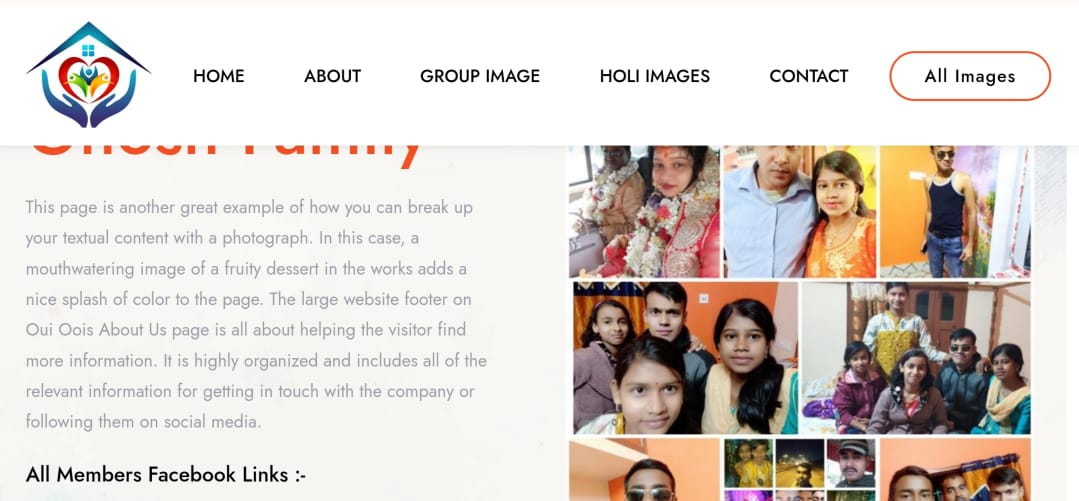 HOME
ABOUT
GROUP IMAGE
HOLI IMAGES
CONTACT
All Images
Ghosh Family
This page is another great example of how you can break up
your textual content with a photograph. In this case, a
mouthwatering image of a fruity dessert in the works adds a
nice splash of color to the page. The large website footer on
Oui Oois About Us page is all about helping the visitor find
more information. It is highly organized and includes all of the
relevant information for getting in touch with the company or
following them on social media.
All Members Facebook Links :-